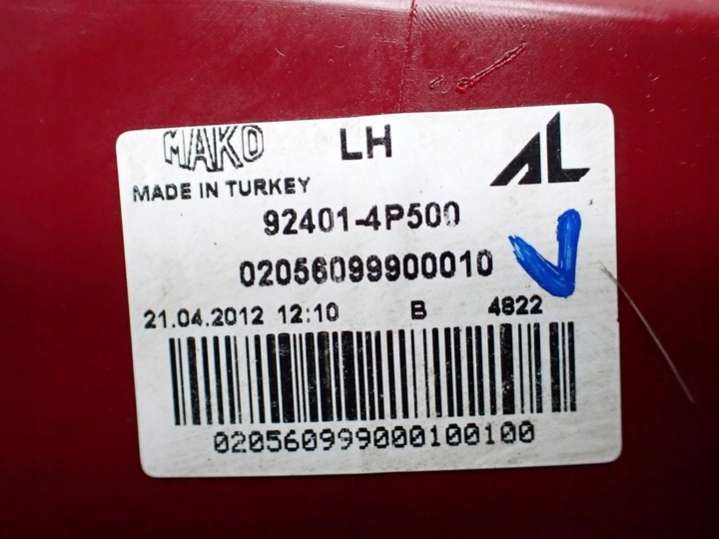 MAKO LH AL
MADE IN TURKEY
92401-4P500
02056099900010
21.04.2012 12:10 B 4822
020560999000100100